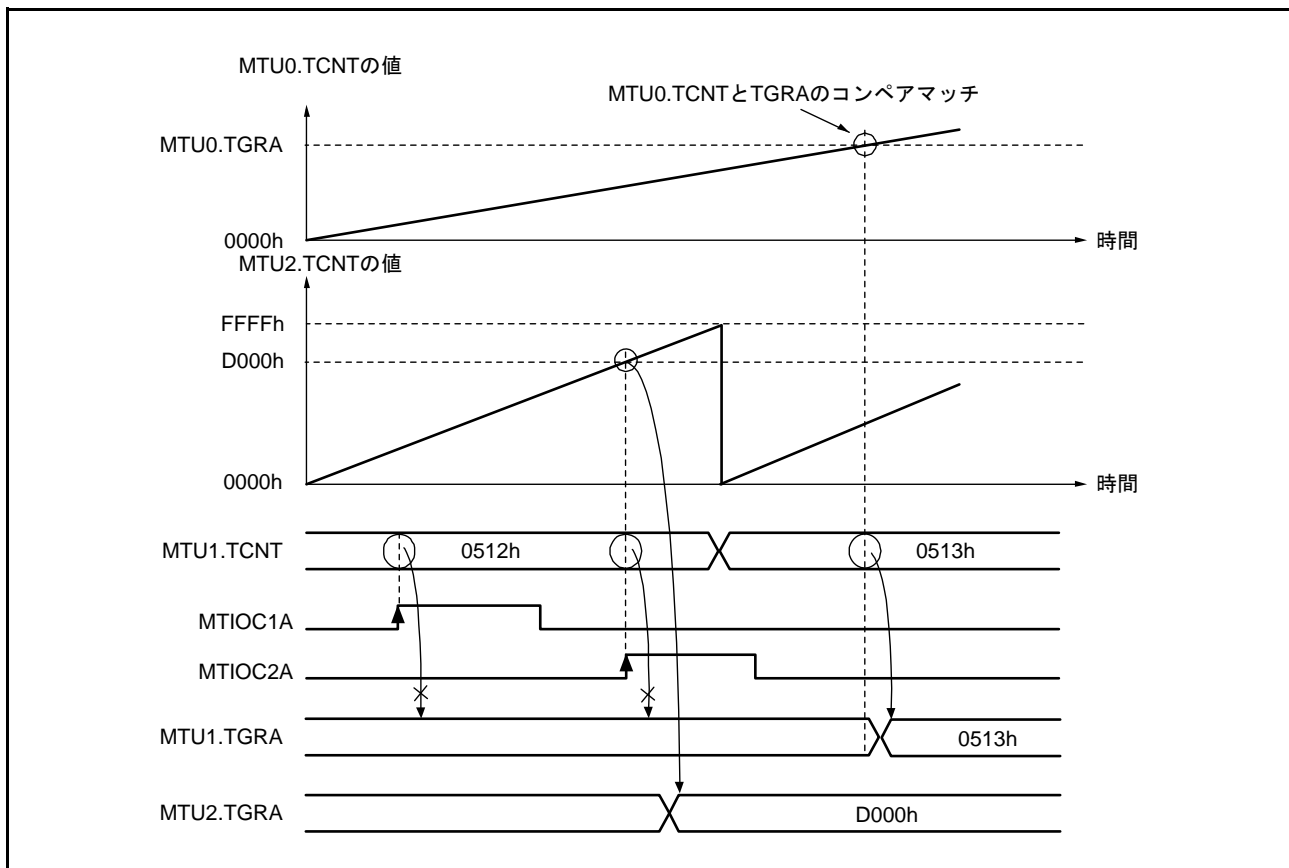 MTU0.TCNTの値
MTU0.TCNTとTGRAのコンペアマッチ
MTU0.TGRA
0000h
時間
MTU2.TCNTの値
FFFFh
D000h
0000h
時間
MTU1.TCNT
0512h
0513h
MTIOC1A
MTIOC2A
MTU1.TGRA
0513h
MTU2.TGRA
D000h